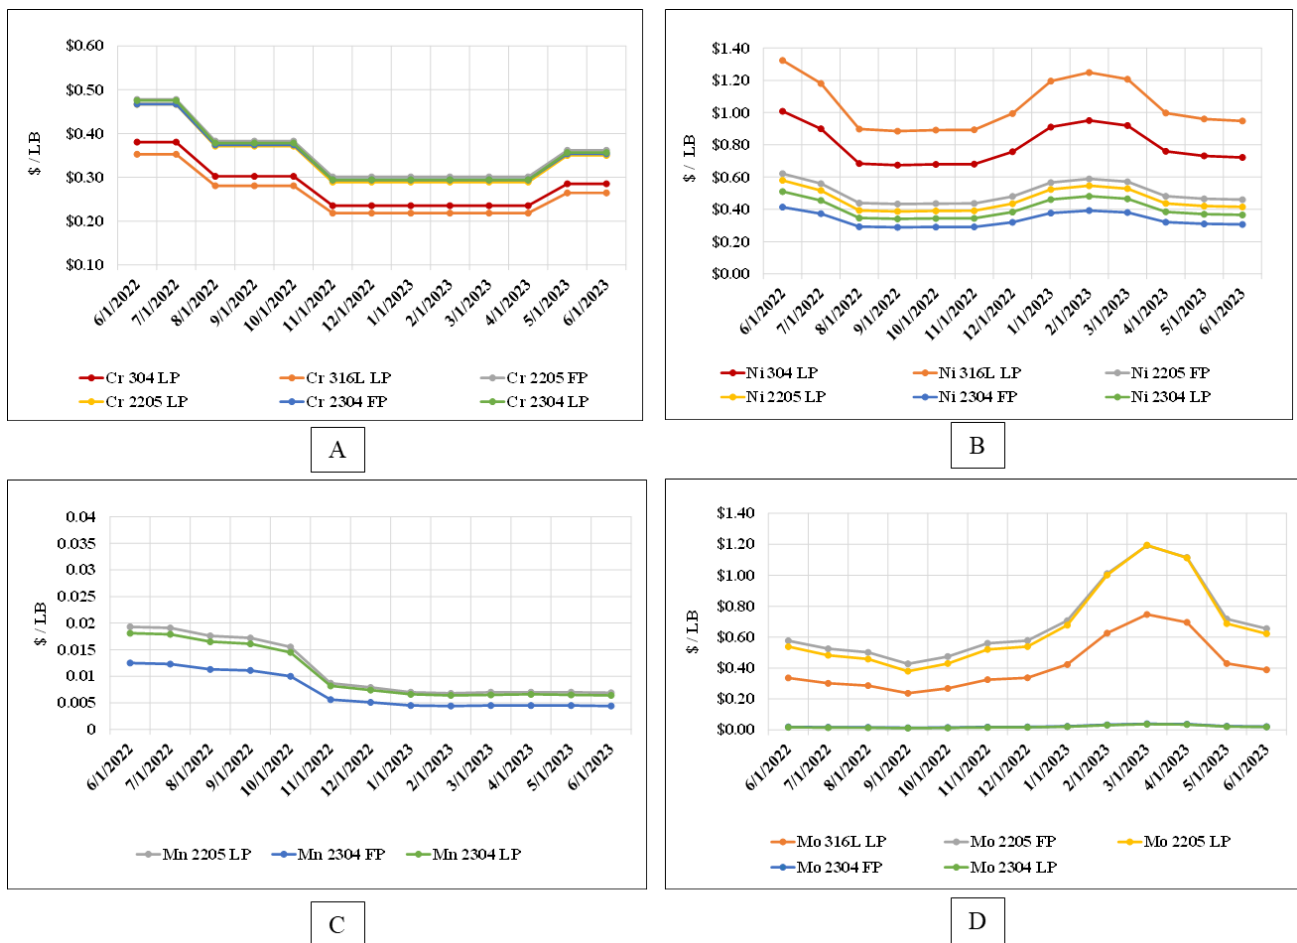 $0.60
$0.50
$0.40
$0.30
$0.20
$0.10
$ / LB
6/1/2022
7/1/2022
8/1/2022
9/1/2022
10/1/2022
11/1/2022
12/1/2022
1/1/2023
2/1/2023
3/1/2023
4/1/2023
5/1/2023
6/1/2023
Cr 304 LP
Cr 316L LP
Cr 2205 FP
Cr 2205 LP
Cr 2304 FP
Cr 2304 LP
A
$1.40
$1.20
$1.00
$0.80
$0.60
$0.40
$0.20
$0.00
$ / LB
6/1/2022
7/1/2022
8/1/2022
9/1/2022
10/1/2022
11/1/2022
12/1/2022
1/1/2023
2/1/2023
3/1/2023
4/1/2023
5/1/2023
6/1/2023
Ni 304 LP
Ni 316L LP
Ni 2205 FP
Ni 2205 LP
Ni 2304 FP
Ni 2304 LP
B
0.04
0.035
0.03
0.025
0.02
0.015
0.01
0.005
0
$ / LB
6/1/2022
7/1/2022
8/1/2022
9/1/2022
10/1/2022
11/1/2022
12/1/2022
1/1/2023
2/1/2023
3/1/2023
4/1/2023
5/1/2023
6/1/2023
Mn 2205 LP
Mn 2304 FP
Mn 2304 LP
C
$1.40
$1.20
$1.00
$0.80
$0.60
$0.40
$0.20
$0.00
$ / LB
6/1/2022
7/1/2022
8/1/2022
9/1/2022
10/1/2022
11/1/2022
12/1/2022
1/1/2023
2/1/2023
3/1/2023
4/1/2023
5/1/2023
6/1/2023
Mo 316L LP
Mo 2205 FP
Mo 2205 LP
Mo 2304 FP
Mo 2304 LP
D